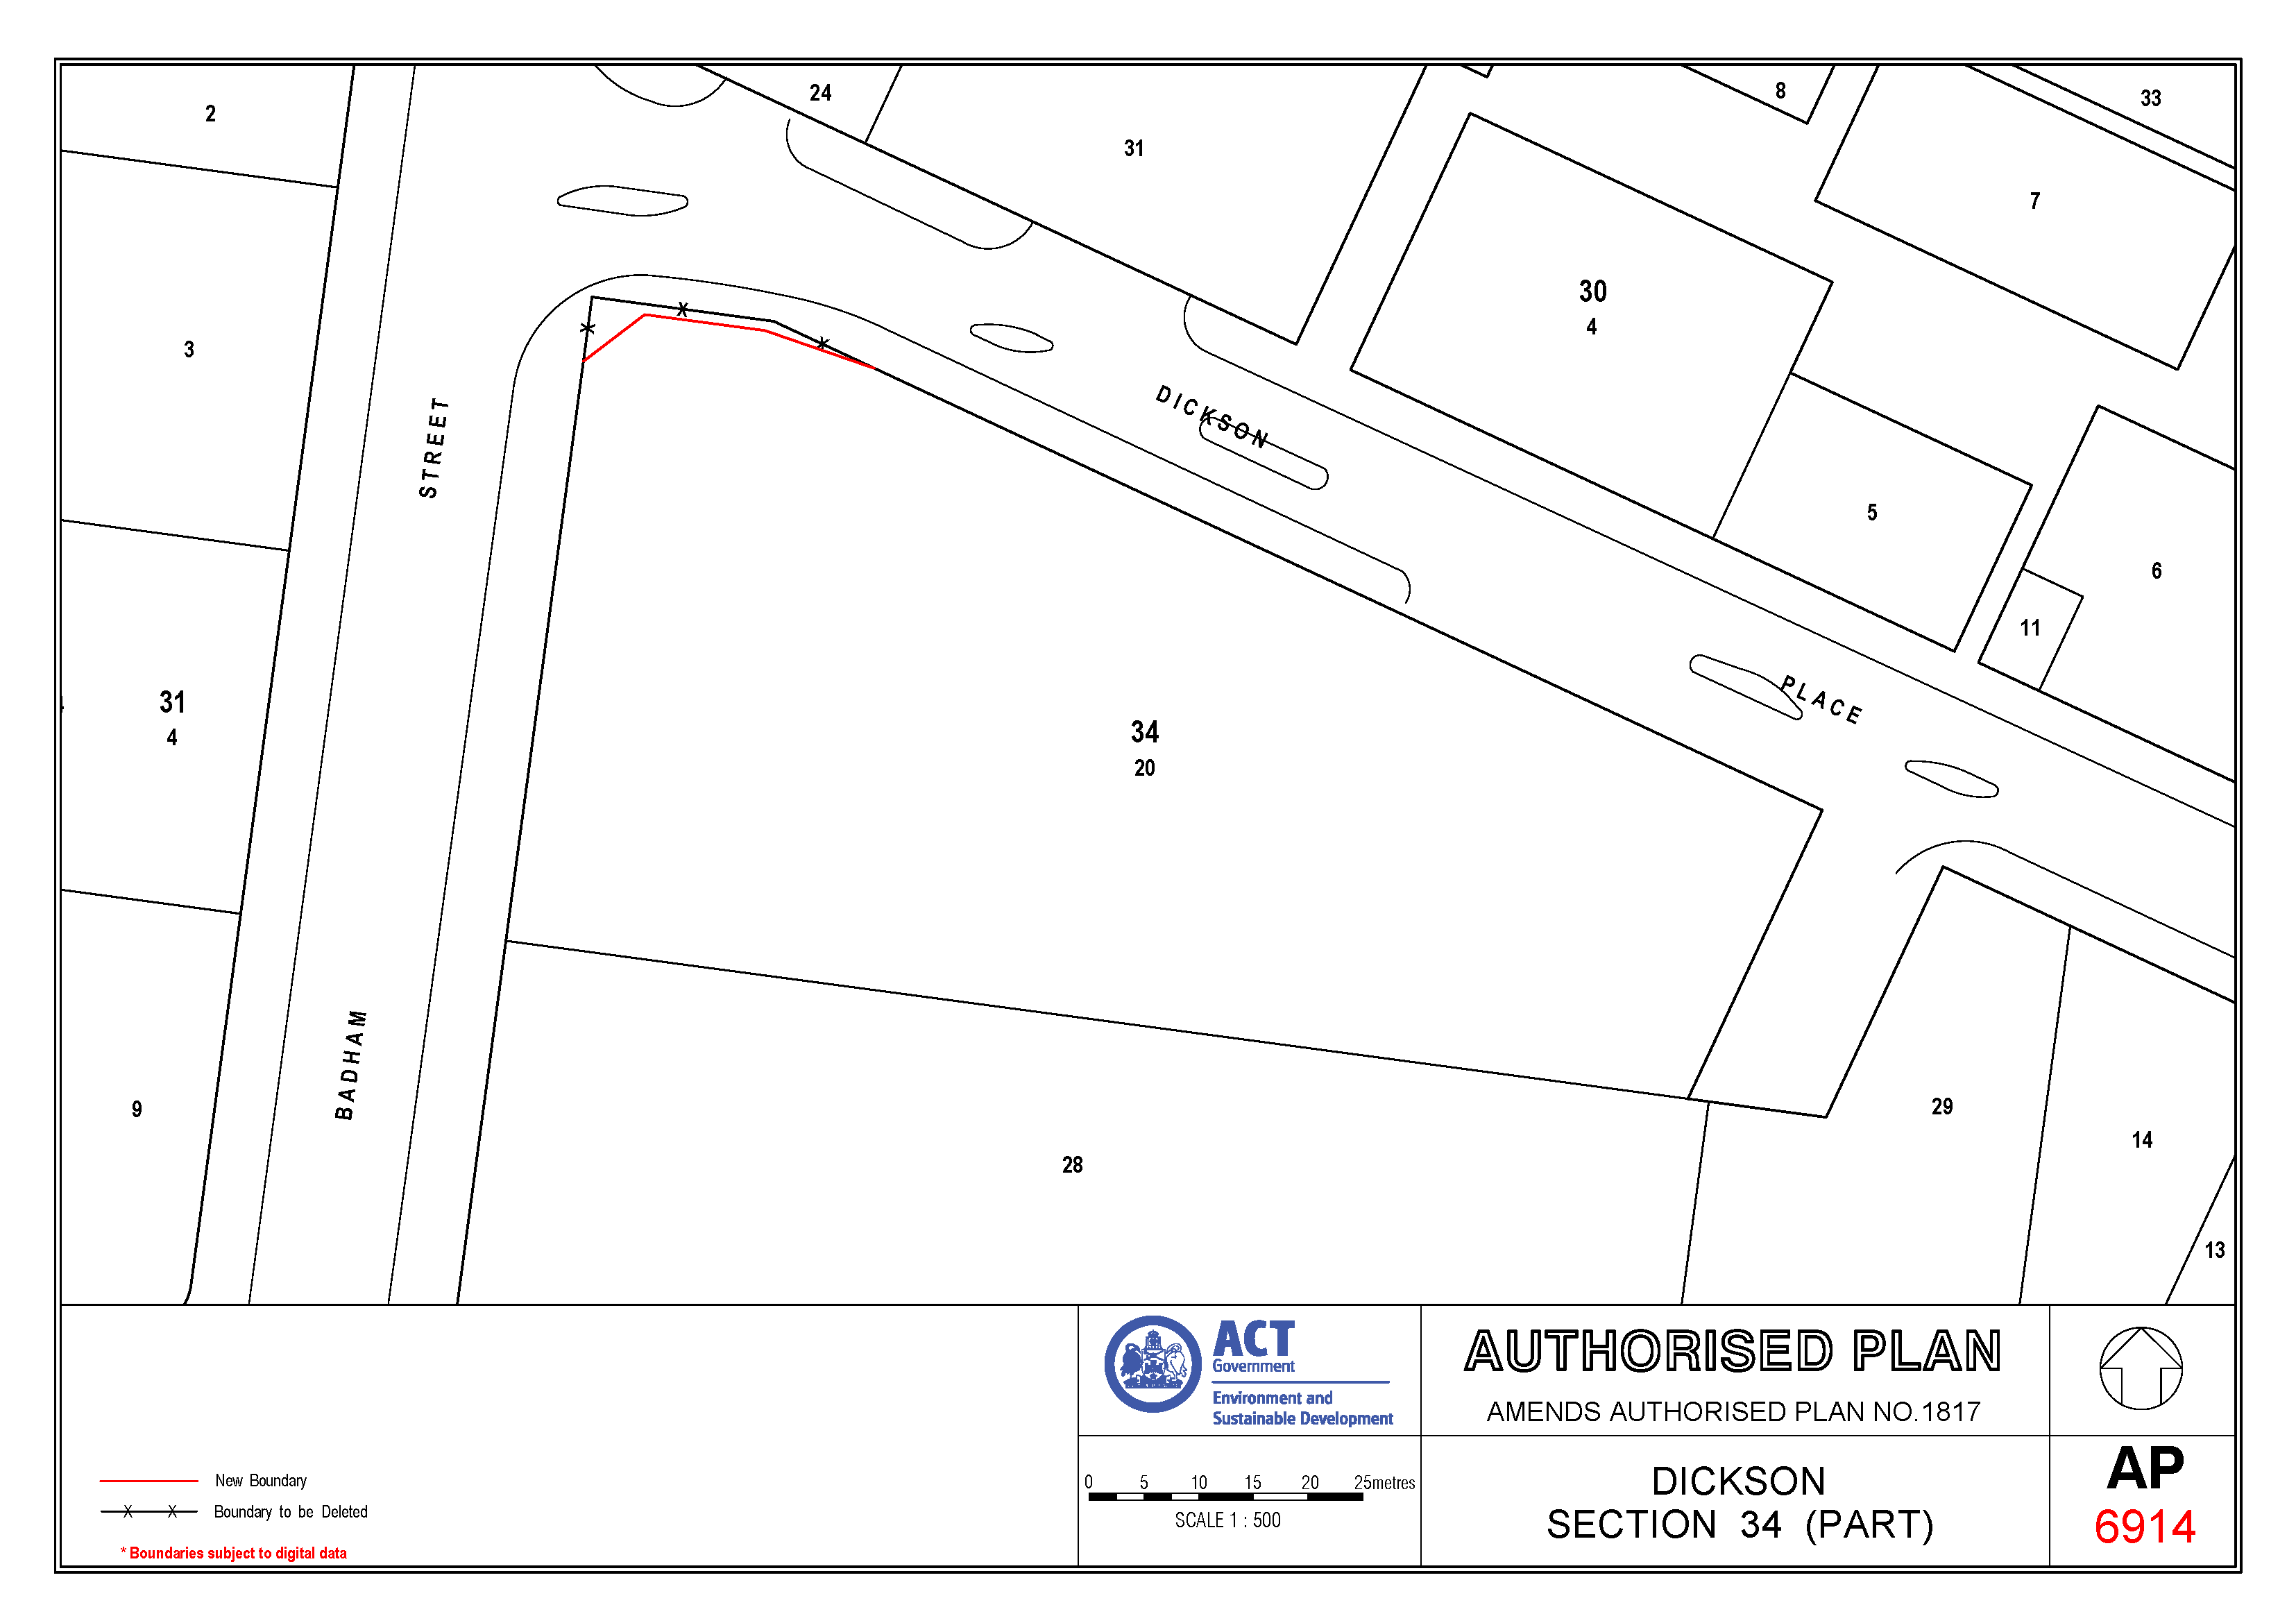 2
24
31
8
33
7
30
4
3
STREET
DICKSON
5
6
11
PLACE
31
4
34
20
BADHAM
9
28
29
14
13
ACT
Government
Environment and
Sustainable Development
AUTHORISED PLAN
AMENDS AUTHORISED PLAN NO.1817
New Boundary
Boundary to be Deleted
* Boundaries subject to digital data
0 5 10 15 20 25metres
SCALE 1 : 500
DICKSON
SECTION 34 (PART)
AP
6914